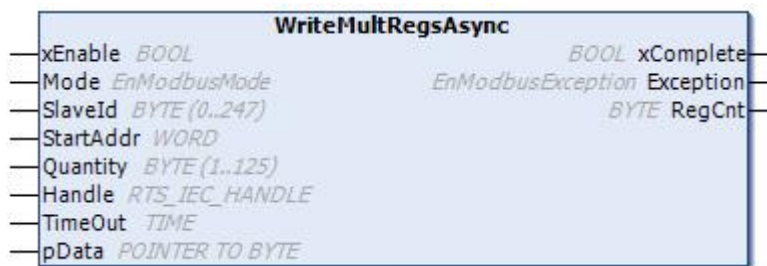 WriteMultRegsAsync
xEnable BOOL BOOL xComplete
Mode EnModbusMode EnModbusException Exception
SlaveId BYTE (0..247) BYTE RegCnt
StartAddr WORD
Quantity BYTE (1..125)
Handle RTS_IEC_HANDLE
TimeOut TIME
pData POINTER TO BYTE